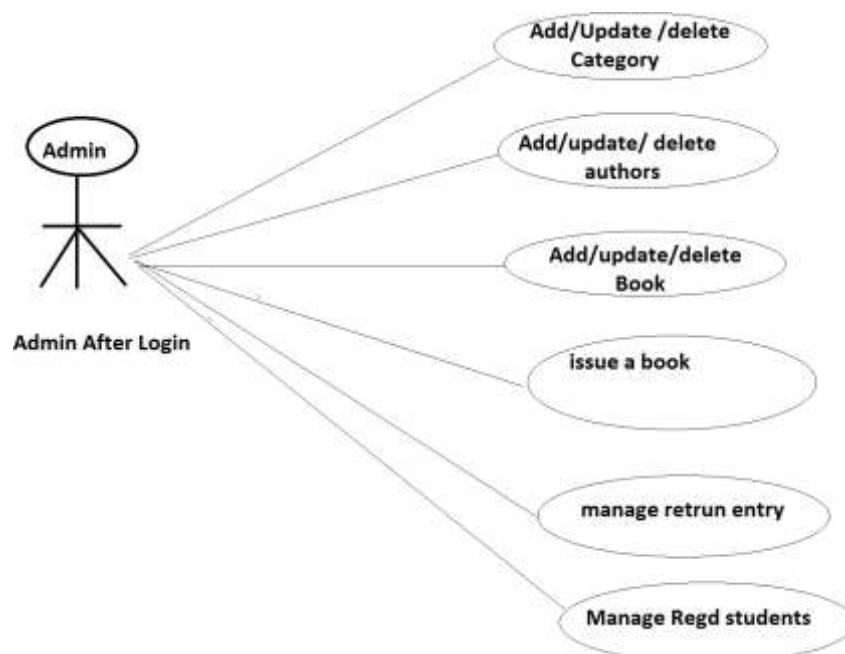 Add/Update /delete
Category
Admin
Add/update/ delete
authors
Add/update/delete
Book
Admin After Login
issue a book
manage retrun entry
Manage Regd students